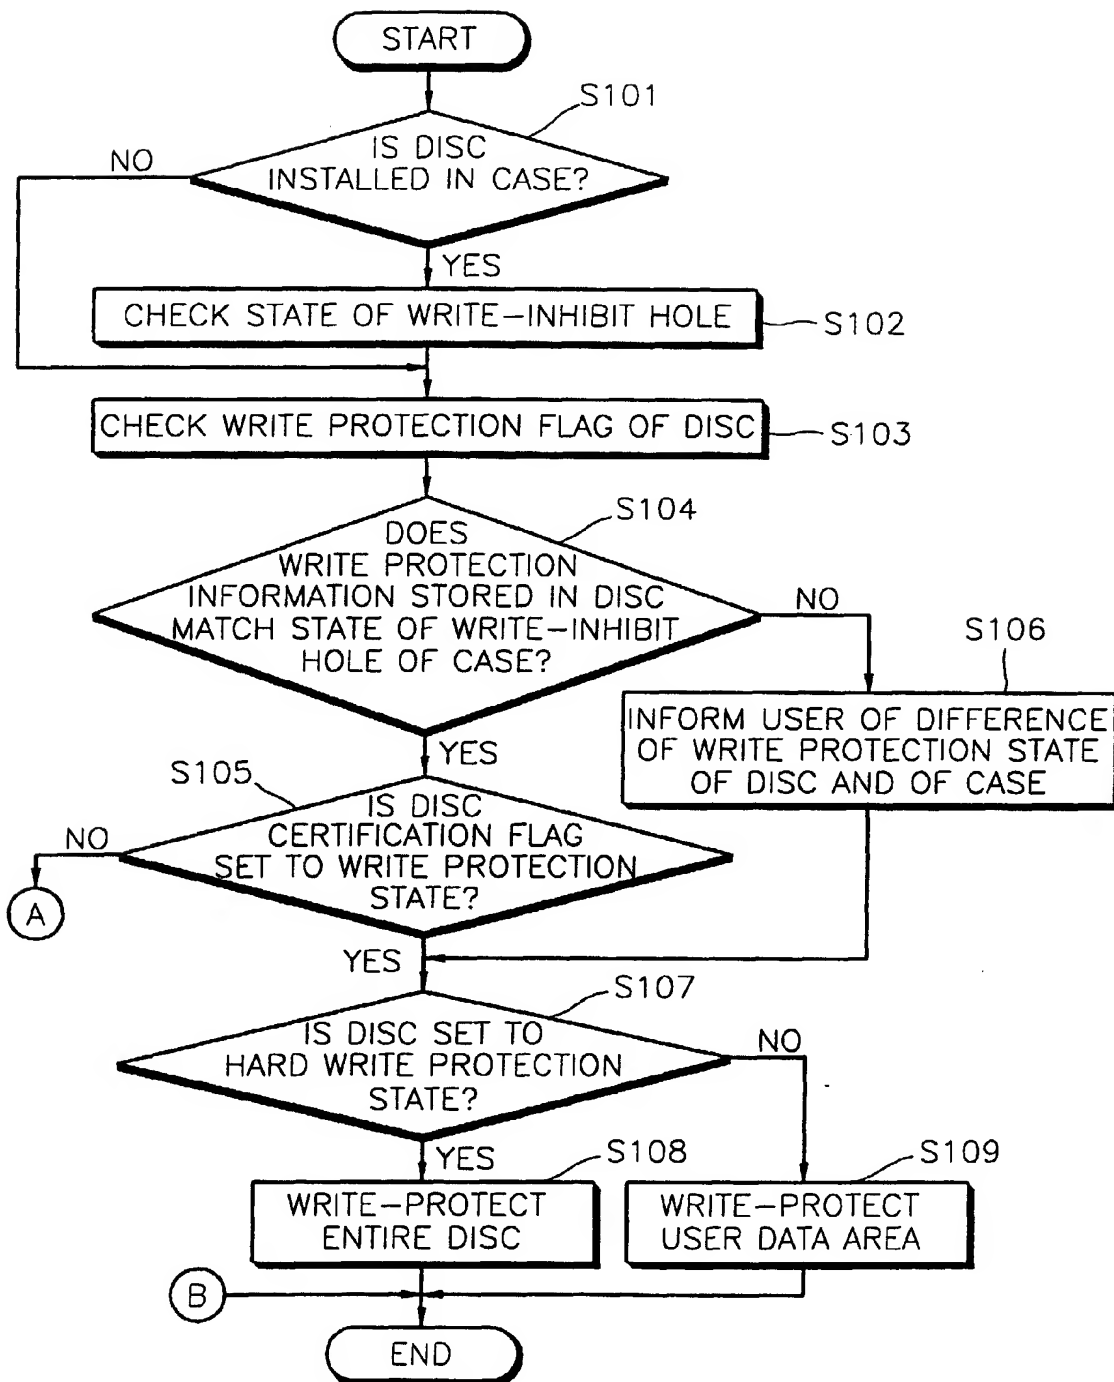 START
S101
IS DISC
INSTALLED IN CASE?
NO
YES
CHECK STATE OF WRITE-INHIBIT HOLE
S102
CHECK WRITE PROTECTION FLAG OF DISC
S103
S104
DOES
WRITE PROTECTION
INFORMATION STORED IN DISC
MATCH STATE OF WRITE-INHIBIT
HOLE OF CASE?
NO
YES
S106
INFORM USER OF DIFFERENCE
OF WRITE PROTECTION STATE
OF DISC AND OF CASE
S105
IS DISC
CERTIFICATION FLAG
SET TO WRITE PROTECTION
STATE?
NO
A
YES
S107
IS DISC SET TO
HARD WRITE PROTECTION
STATE?
NO
YES
S108
WRITE-PROTECT
ENTIRE DISC
S109
WRITE-PROTECT
USER DATA AREA
B
END